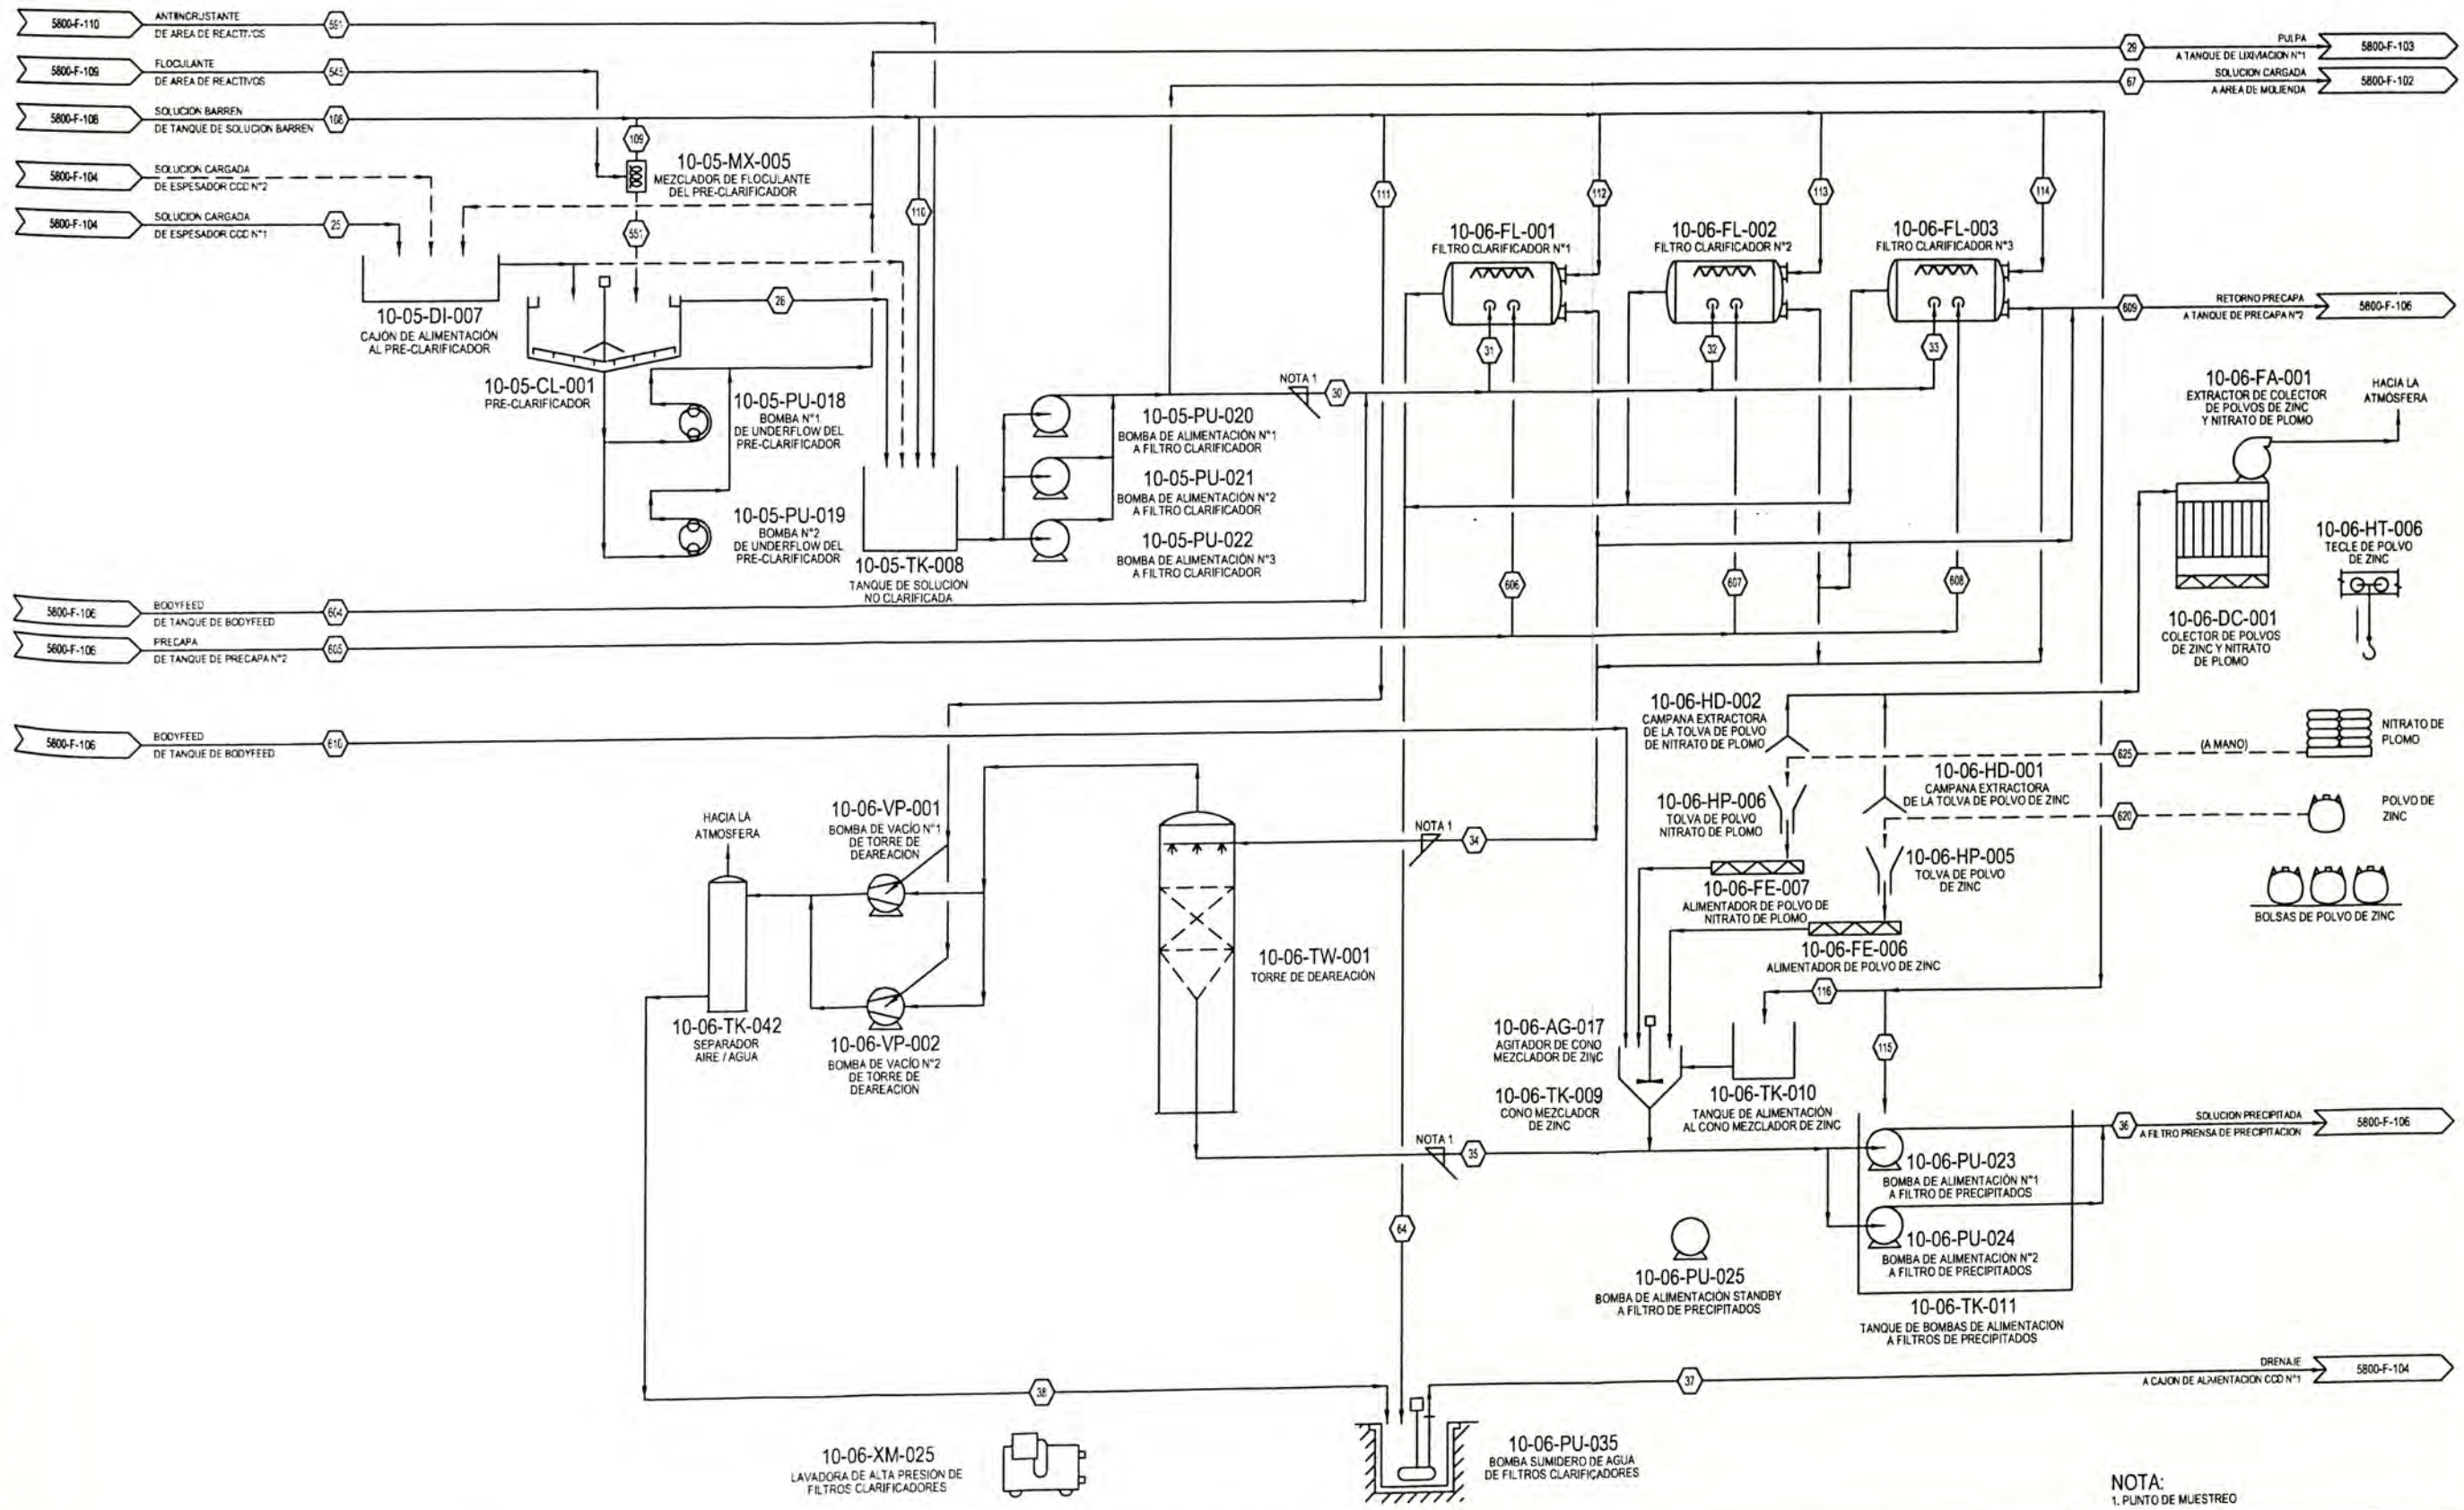 5800-F-110
ANTIINCRUSTANTE
DE AREA DE REACTIVOS
591
5800-F-109
FLOCULANTE
DE AREA DE REACTIVOS
545
5800-F-108
SOLUCION BARREN
DE TANQUE DE SOLUCION BARREN
108
5800-F-104
SOLUCION CARGADA
DE ESPESADOR CCD N°2
5800-F-104
SOLUCION CARGADA
DE ESPESADOR CCD N°1
25
109
10-05-MX-005
MEZCLADOR DE FLOCULANTE
DEL PRE-CLARIFICADOR
551
110
111
112
113
114
29
PULPA
A TANQUE DE LIXIVIACION N°1
5800-F-103
67
SOLUCION CARGADA
A AREA DE MOLIENDA
5800-F-102
10-05-DI-007
CAJÓN DE ALIMENTACIÓN
AL PRE-CLARIFICADOR
26
10-05-CL-001
PRE-CLARIFICADOR
10-05-PU-018
BOMBA N°1
DE UNDERFLOW DEL
PRE-CLARIFICADOR
10-05-PU-019
BOMBA N°2
DE UNDERFLOW DEL
PRE-CLARIFICADOR
10-05-TK-008
TANQUE DE SOLUCION
NO CLARIFICADA
10-05-PU-020
BOMBA DE ALIMENTACIÓN N°1
A FILTRO CLARIFICADOR
10-05-PU-021
BOMBA DE ALIMENTACIÓN N°2
A FILTRO CLARIFICADOR
10-05-PU-022
BOMBA DE ALIMENTACIÓN N°3
A FILTRO CLARIFICADOR
NOTA 1
30
10-06-FL-001
FILTRO CLARIFICADOR N°1
10-06-FL-002
FILTRO CLARIFICADOR N°2
10-06-FL-003
FILTRO CLARIFICADOR N°3
31
32
33
609
RETORNO PRECAPA
A TANQUE DE PRECAPA N°2
5800-F-106
10-06-FA-001
EXTRACTOR DE COLECTOR
DE POLVOS DE ZINC
Y NITRATO DE PLOMO
HACIA LA
ATMÓSFERA
10-06-HT-006
TECLE DE POLVO
DE ZINC
10-06-DC-001
COLECTOR DE POLVOS
DE ZINC Y NITRATO
DE PLOMO
606
607
608
5800-F-106
BODYFEED
DE TANQUE DE BODYFEED
604
5800-F-106
PRECAPA
DE TANQUE DE PRECAPA N°2
605
5800-F-106
BODYFEED
DE TANQUE DE BODYFEED
610
10-06-HD-002
CAMPANA EXTRACTORA
DE LA TOLVA DE POLVO
DE NITRATO DE PLOMO
(A MANO)
625
NITRATO DE
PLOMO
10-06-HD-001
CAMPANA EXTRACTORA
DE LA TOLVA DE POLVO DE ZINC
620
POLVO DE
ZINC
10-06-HP-006
TOLVA DE POLVO
NITRATO DE PLOMO
10-06-HP-005
TOLVA DE POLVO
DE ZINC
BOLSAS DE POLVO DE ZINC
10-06-FE-007
ALIMENTADOR DE POLVO DE
NITRATO DE PLOMO
10-06-FE-006
ALIMENTADOR DE POLVO DE ZINC
HACIA LA
ATMOSFERA
10-06-VP-001
BOMBA DE VACÍO N°1
DE TORRE DE
DEAREACION
NOTA 1
34
10-06-TW-001
TORRE DE DEAREACIÓN
10-06-TK-042
SEPARADOR
AIRE / AGUA
10-06-VP-002
BOMBA DE VACÍO N°2
DE TORRE DE
DEAREACION
116
115
10-06-AG-017
AGITADOR DE CONO
MEZCLADOR DE ZINC
10-06-TK-009
CONO MEZCLADOR
DE ZINC
10-06-TK-010
TANQUE DE ALIMENTACIÓN
AL CONO MEZCLADOR DE ZINC
NOTA 1
35
36
SOLUCION PRECIPITADA
A FILTRO PRENSA DE PRECIPITACION
5800-F-106
10-06-PU-023
BOMBA DE ALIMENTACIÓN N°1
A FILTRO DE PRECIPITADOS
10-06-PU-024
BOMBA DE ALIMENTACIÓN N°2
A FILTRO DE PRECIPITADOS
64
10-06-PU-025
BOMBA DE ALIMENTACIÓN STANDBY
A FILTRO DE PRECIPITADOS
10-06-TK-011
TANQUE DE BOMBAS DE ALIMENTACION
A FILTROS DE PRECIPITADOS
38
37
DRENAJE
A CAJON DE ALIMENTACION CCD N°1
5800-F-104
10-06-XM-025
LAVADORA DE ALTA PRESIÓN DE
FILTROS CLARIFICADORES
10-06-PU-035
BOMBA SUMIDERO DE AGUA
DE FILTROS CLARIFICADORES
NOTA:
1. PUNTO DE MUESTREO